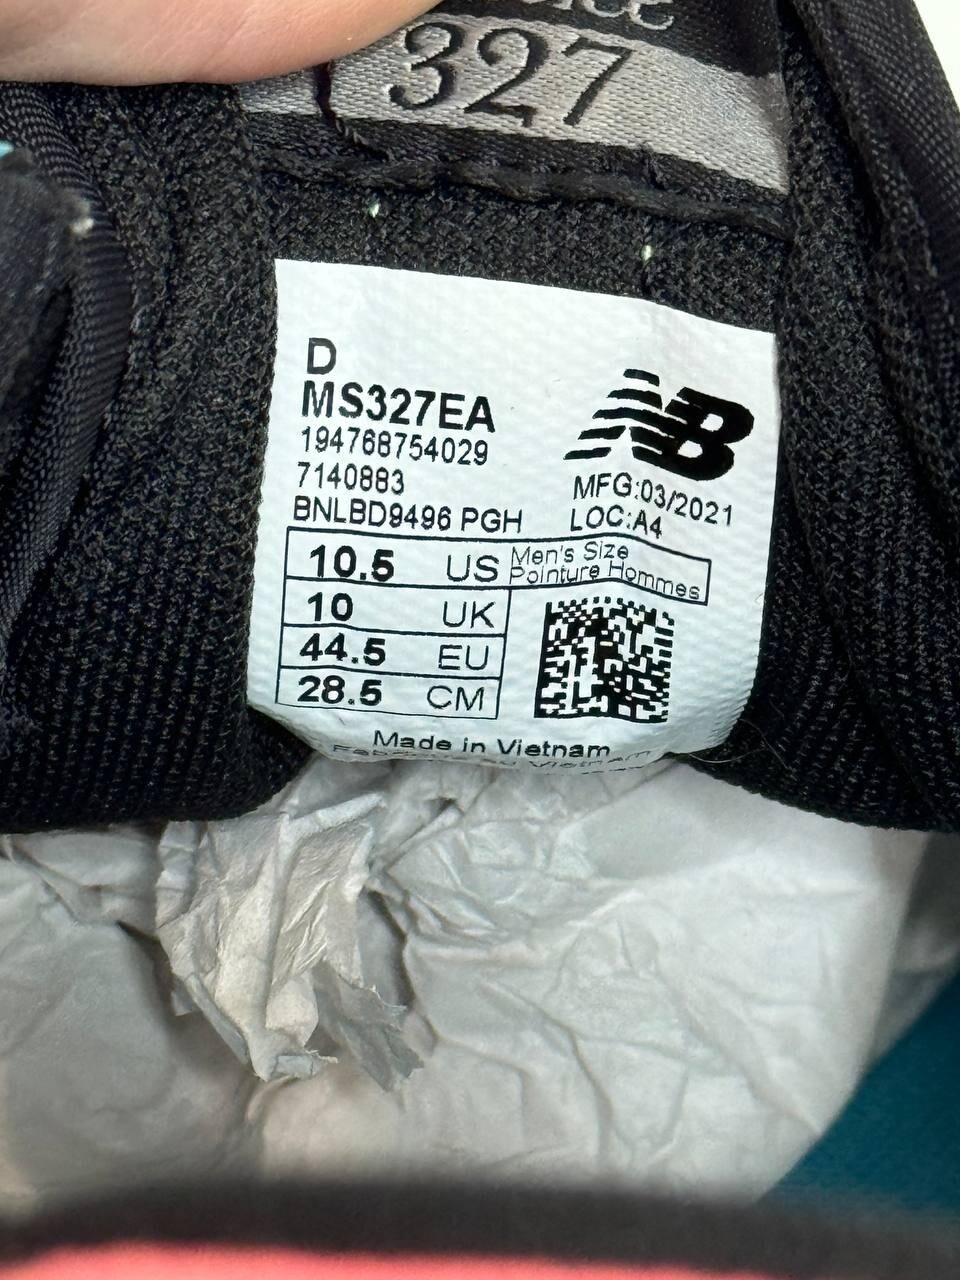 327
D
MS327EA
194768754029
7140883
BNLBD9496 PGH
NB
MFG:03/2021
LOC:A4
10.5 US Men's Size
Pointure Hommes
10 UK
44.5 EU
28.5 CM
Made in Vietnam